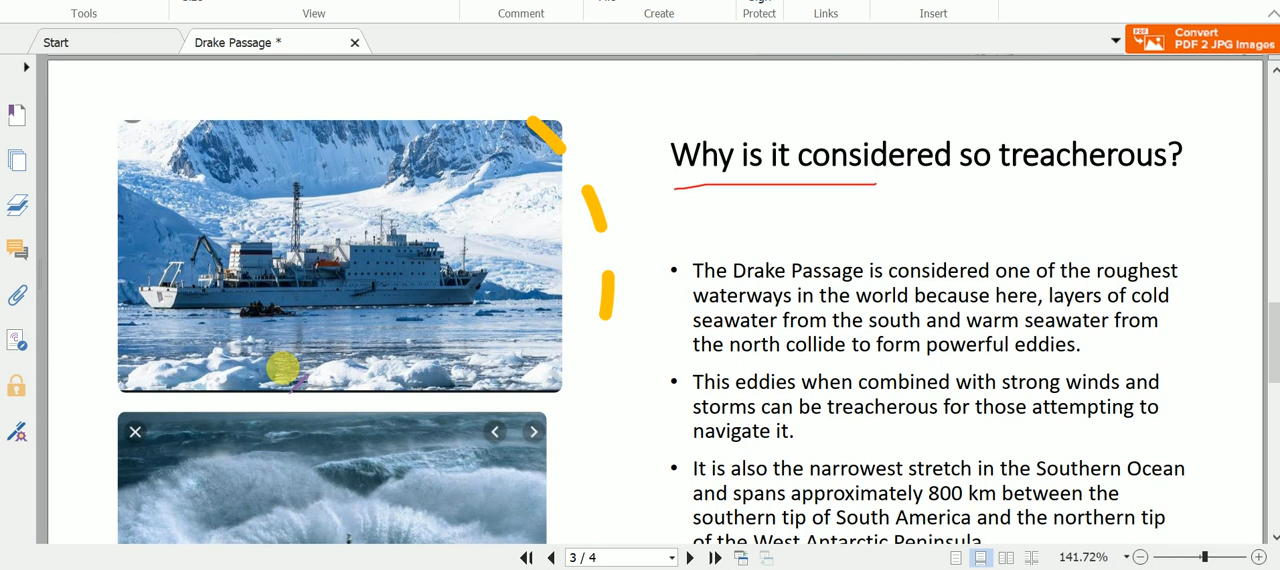 Tools
View
Comment
Create
Protect
Links
Insert
Start
Drake Passage *
Convert
PDF 2 JPG Images
Why is it considered so treacherous?
• The Drake Passage is considered one of the roughest
waterways in the world because here, layers of cold
seawater from the south and warm seawater from
the north collide to form powerful eddies.
• This eddies when combined with strong winds and
storms can be treacherous for those attempting to
navigate it.
• It is also the narrowest stretch in the Southern Ocean
and spans approximately 800 km between the
southern tip of South America and the northern tip
of the West Antarctic Peninsula
3 / 4
141.72%